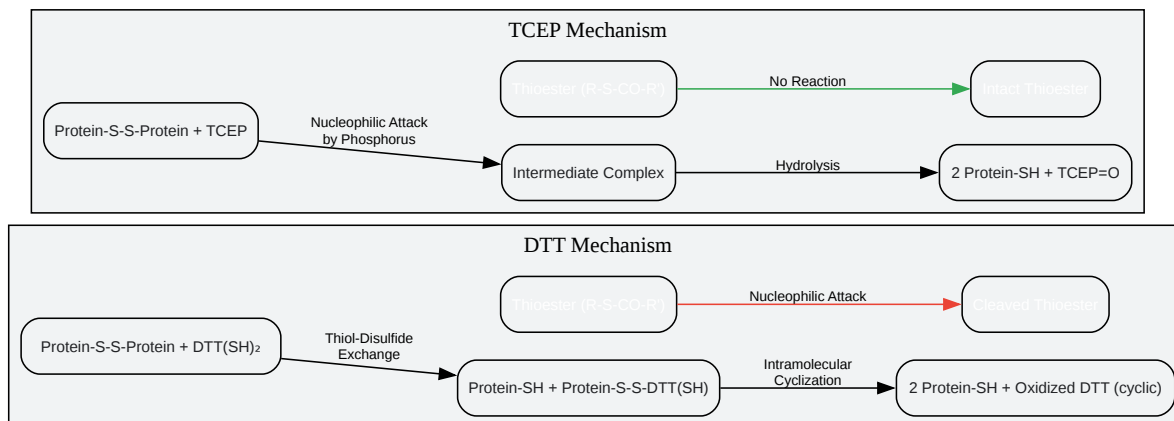 TCEP Mechanism
Thioester (R-S-CO-R')
No Reaction
Intact Thioester
Protein-S-S-Protein + TCEP
Nucleophilic Attack
by Phosphorus
Intermediate Complex
Hydrolysis
2 Protein-SH + TCEP=O
DTT Mechanism
Thioester (R-S-CO-R')
Nucleophilic Attack
Cleaved Thioester
Protein-S-S-Protein + DTT(SH)₂
Thiol-Disulfide
Exchange
Protein-SH + Protein-S-S-DTT(SH)
Intramolecular
Cyclization
2 Protein-SH + Oxidized DTT (cyclic)